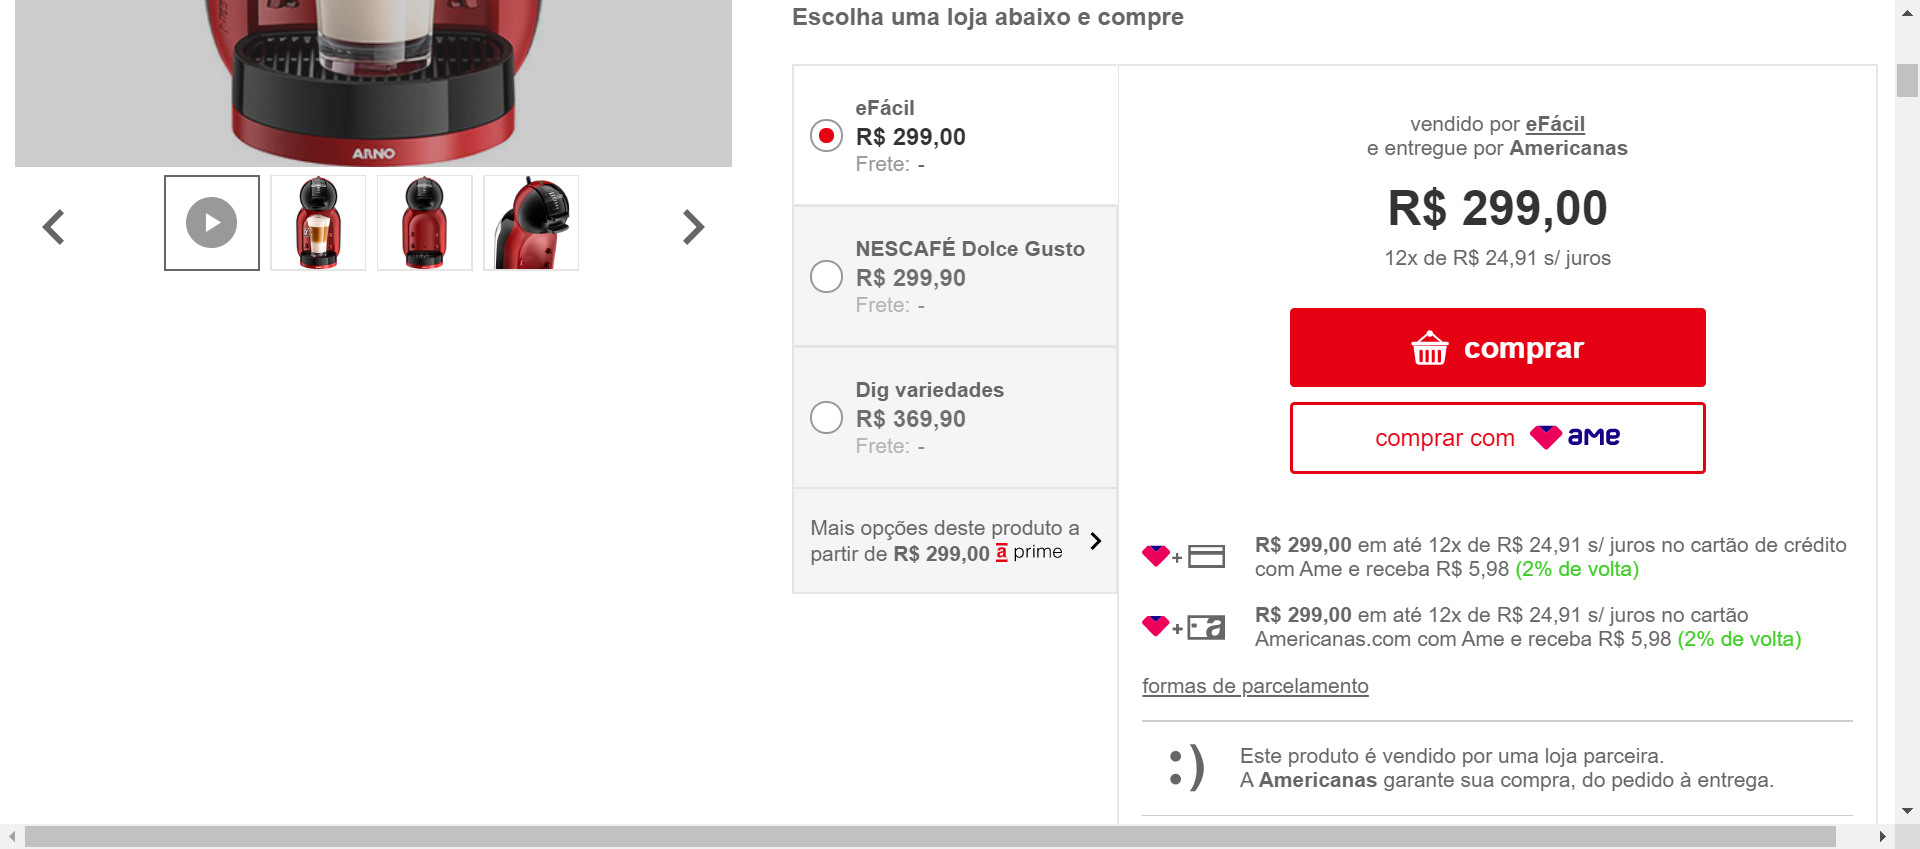 Escolha uma loja abaixo e compre
ARNO
eFácil
R$ 299,00
Frete: -
NESCAFÉ Dolce Gusto
R$ 299,90
Frete: -
Dig variedades
R$ 369,90
Frete: -
Mais opções deste produto a
partir de R$ 299,00 a prime
vendido por eFácil
e entregue por Americanas
R$ 299,00
12x de R$ 24,91 s/ juros
comprar
comprar com ame
R$ 299,00 em até 12x de R$ 24,91 s/ juros no cartão de crédito
com Ame e receba R$ 5,98 (2% de volta)
R$ 299,00 em até 12x de R$ 24,91 s/ juros no cartão
Americanas.com com Ame e receba R$ 5,98 (2% de volta)
formas de parcelamento
:) Este produto é vendido por uma loja parceira.
A Americanas garante sua compra, do pedido à entrega.